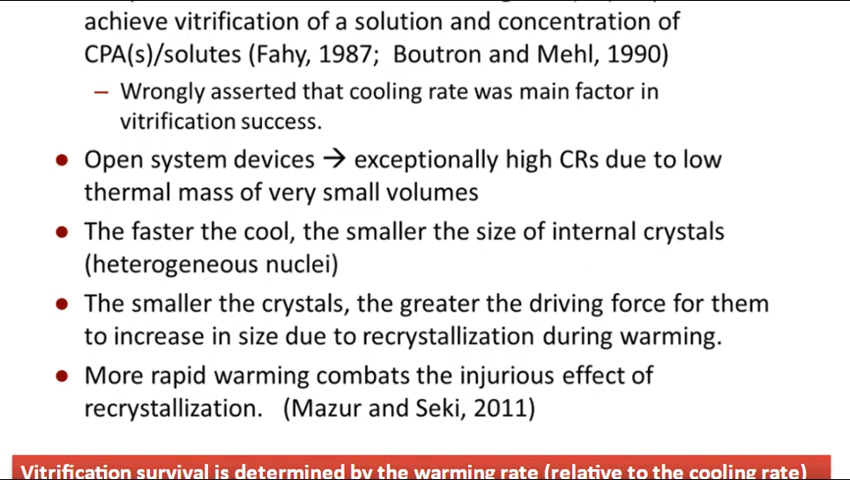 achieve vitrification of a solution and concentration of
CPA(s)/solutes (Fahy, 1987;  Boutron and Mehl, 1990)
– Wrongly asserted that cooling rate was main factor in
vitrification success.
• Open system devices → exceptionally high CRs due to low
thermal mass of very small volumes
• The faster the cool, the smaller the size of internal crystals
(heterogeneous nuclei)
• The smaller the crystals, the greater the driving force for them
to increase in size due to recrystallization during warming.
• More rapid warming combats the injurious effect of
recrystallization.   (Mazur and Seki, 2011)
Vitrification survival is determined by the warming rate (relative to the cooling rate)